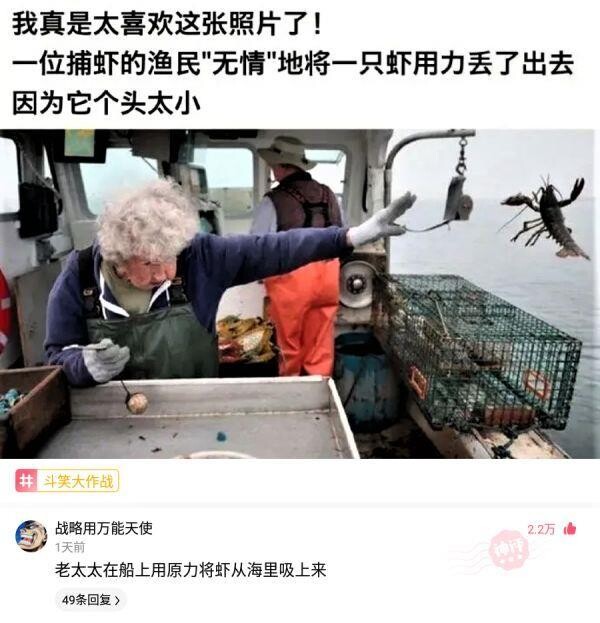 我真是太喜欢这张照片了！
一位捕虾的渔民"无情"地将一只虾用力丢了出去
因为它个头太小
井 斗笑大作战
战略用万能天使
2.2万
1天前
神评
老太太在船上用原力将虾从海里吸上来
49条回复 >